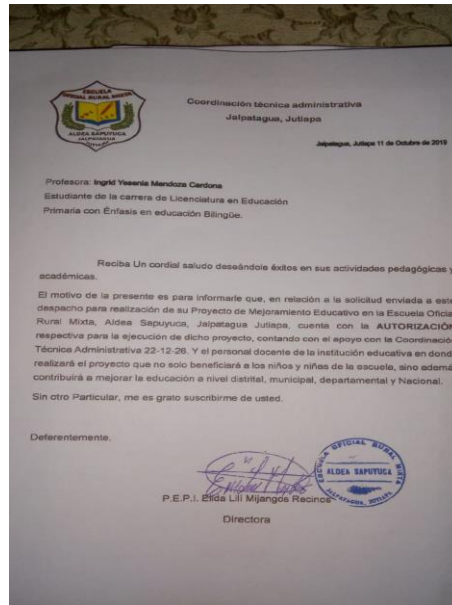 ESCUELA
OFICIAL RURAL MIXTA
ALDEA SAPUYUCA
JALPATAGUA
JUTIAPA
Coordinación técnica administrativa
Jalpatagua, Jutiapa
Jalpatagua, Jutiapa 11 de Octubre de 2019
Profesora: Ingrid Yesenia Mendoza Cardona
Estudiante de la carrera de Licenciatura en Educación
Primaria con Énfasis en educación Bilingüe.
Reciba Un cordial saludo deseándole éxitos en sus actividades pedagógicas y
académicas.
El motivo de la presente es para informarle que, en relación a la solicitud enviada a este
despacho para realización de su Proyecto de Mejoramiento Educativo en la Escuela Oficia
Rural Mixta, Aldea Sapuyuca, Jalpatagua Jutiapa, cuenta con la AUTORIZACIÓN
respectiva para la ejecución de dicho proyecto, contando con el apoyo con la Coordinación
Técnica Administrativa 22-12-26. Y el personal docente de la institución educativa en donde
realizará el proyecto que no solo beneficiará a los niños y niñas de la escuela, sino ademá
contribuirá a mejorar la educación a nivel distrital, municipal, departamental y Nacional.
Sin otro Particular, me es grato suscribirme de usted.
Deferentemente.
ESCUELA OFICIAL RURAL MIXTA
ALDEA SAPUYUCA
JALPATAGUA, JUTIAPA
P.E.P.I. Elida Lili Mijangos Recinos
Directora